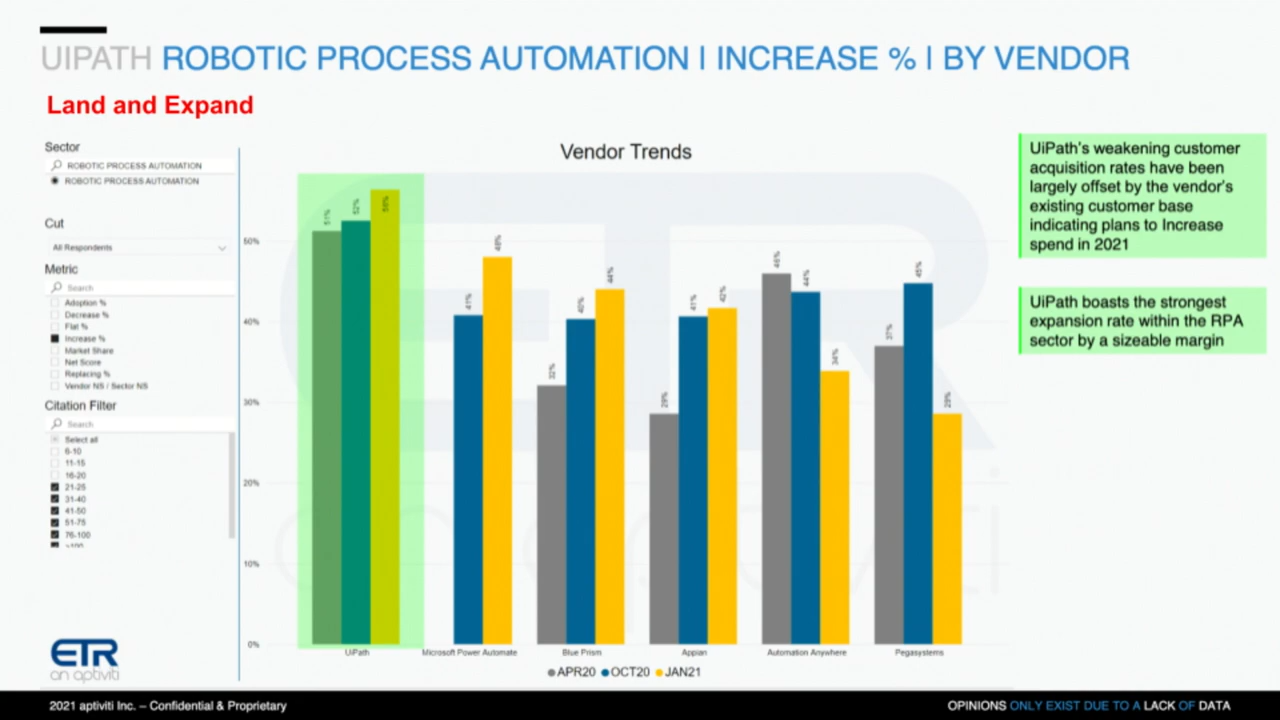 UIPATH ROBOTIC PROCESS AUTOMATION I INCREASE % I BY VENDOR
Land and Expand
Sector
ROBOTIC PROCESS AUTOMATION
ROBOTIC PROCESS AUTOMATION
Cut
All Respondents
Metric
Search
Adoption %
Decrease %
Flat %
Increase %
Market Share
Net Score
Replacing %
Vendor NS / Sector NS
Citation Filter
Search
Select all
6-10
11-15
16-20
21-25
31-40
41-50
51-75
76-100
>100
ETR
an aptiviti
Vendor Trends
50%
40%
30%
20%
10%
0%
51%
52%
56%
41%
48%
32%
40%
44%
29%
41%
42%
46%
44%
34%
37%
45%
29%
UiPath
Microsoft Power Automate
Blue Prism
Appian
Automation Anywhere
Pegasystems
APR20 OCT20 JAN21
UiPath's weakening customer
acquisition rates have been
largely offset by the vendor's
existing customer base
indicating plans to Increase
spend in 2021
UiPath boasts the strongest
expansion rate within the RPA
sector by a sizeable margin
2021 aptiviti Inc. – Confidential & Proprietary
OPINIONS ONLY EXIST DUE TO A LACK OF DATA